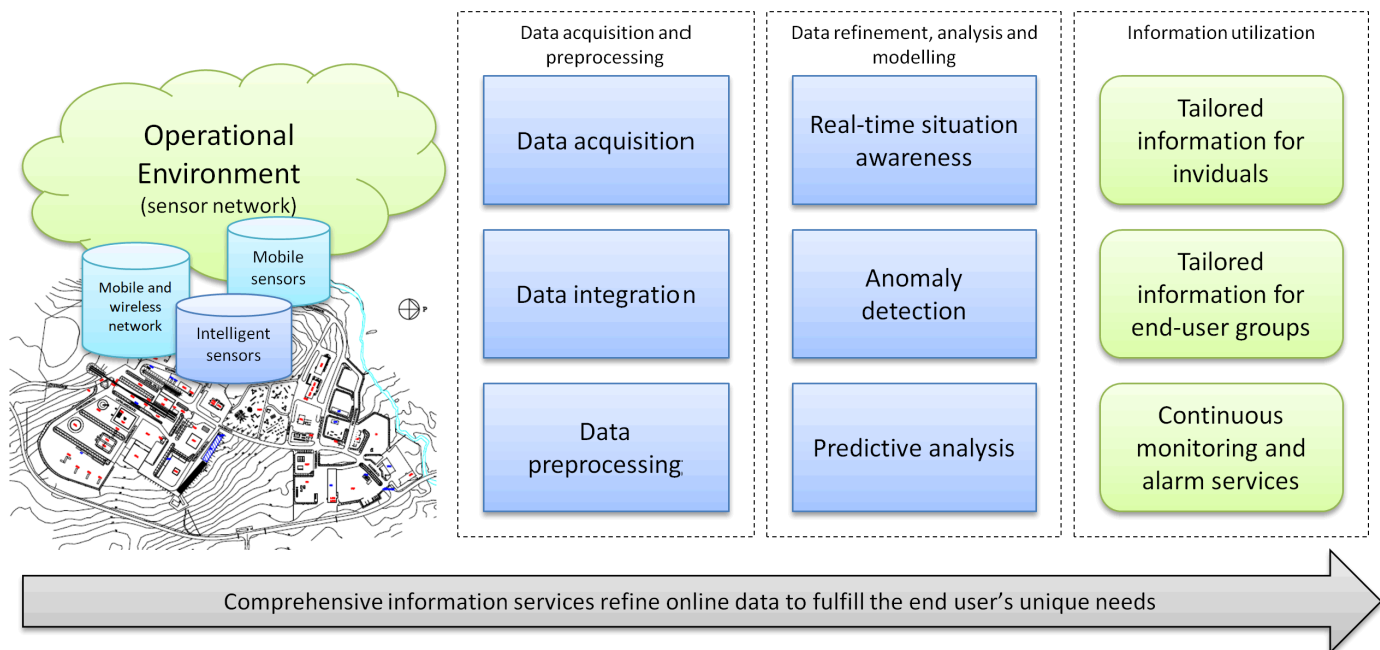 Operational
Environment
(sensor network)
Mobile
sensors
Mobile and
wireless
network
Intelligent
sensors
P
Data acquisition and
preprocessing
Data acquisition
Data integration
Data
preprocessing
Data refinement, analysis and
modelling
Real-time situation
awareness
Anomaly
detection
Predictive analysis
Information utilization
Tailored
information for
inviduals
Tailored
information for
end-user groups
Continuous
monitoring and
alarm services
Comprehensive information services refine online data to fulfill the end user’s unique needs